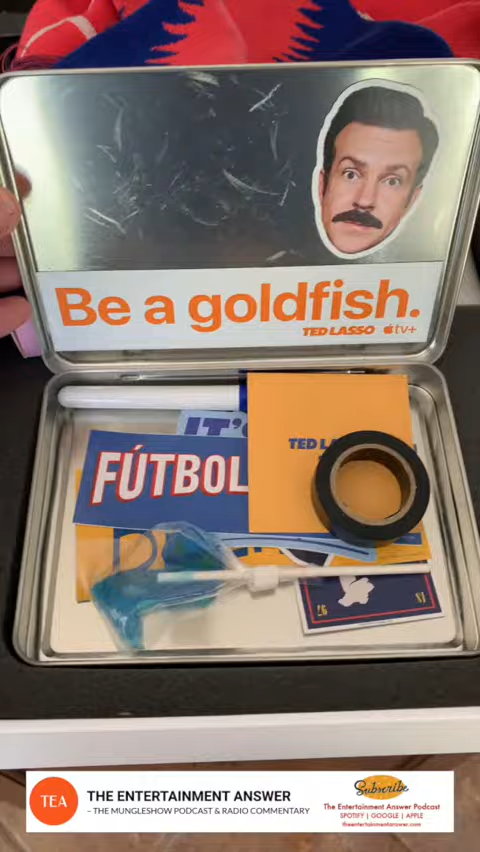 Be a goldfish.
TED LASSO tv+
IT'S
FÚTBOL
TED L
TEA
THE ENTERTAINMENT ANSWER
– THE MUNGLESHOW PODCAST & RADIO COMMENTARY
Subscribe
The Entertainment Answer Podcast
SPOTIFY | GOOGLE | APPLE
theentertainmentanswer.com